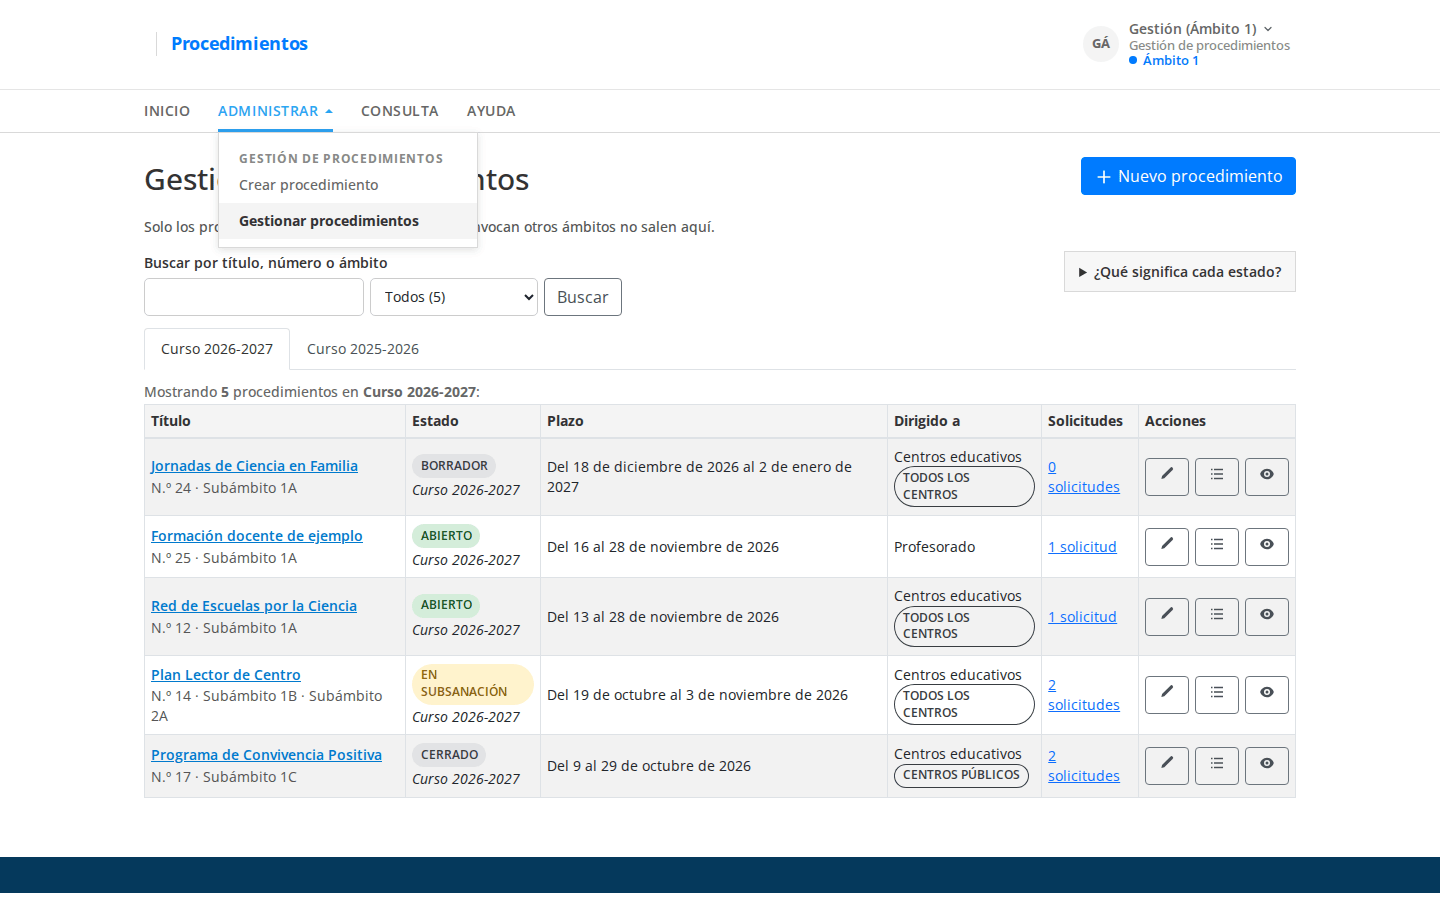 Procedimientos
GÁ
Gestión (Ámbito 1)
Gestión de procedimientos
Ámbito 1
INICIO
ADMINISTRAR
CONSULTA
AYUDA
GESTIÓN DE PROCEDIMIENTOS
Crear procedimiento
Gestionar procedimientos
Nuevo procedimiento
Solo los
otros ámbitos no salen aquí.
Buscar por título, número o ámbito
Todos (5)
Buscar
¿Qué significa cada estado?
Curso 2026-2027
Curso 2025-2026
Mostrando 5 procedimientos en Curso 2026-2027:
Título
Estado
Plazo
Dirigido a
Solicitudes
Acciones
Jornadas de Ciencia en Familia
N.º 24 · Subámbito 1A
BORRADOR
Curso 2026-2027
Del 18 de diciembre de 2026 al 2 de enero de
2027
Centros educativos
TODOS LOS
CENTROS
0
solicitudes
Formación docente de ejemplo
N.º 25 · Subámbito 1A
ABIERTO
Curso 2026-2027
Del 16 al 28 de noviembre de 2026
Profesorado
1 solicitud
Red de Escuelas por la Ciencia
N.º 12 · Subámbito 1A
ABIERTO
Curso 2026-2027
Del 13 al 28 de noviembre de 2026
Centros educativos
TODOS LOS
CENTROS
1 solicitud
Plan Lector de Centro
N.º 14 · Subámbito 1B · Subámbito
2A
EN
SUBSANACIÓN
Curso 2026-2027
Del 19 de octubre al 3 de noviembre de 2026
Centros educativos
TODOS LOS
CENTROS
2
solicitudes
Programa de Convivencia Positiva
N.º 17 · Subámbito 1C
CERRADO
Curso 2026-2027
Del 9 al 29 de octubre de 2026
Centros educativos
CENTROS PÚBLICOS
2
solicitudes